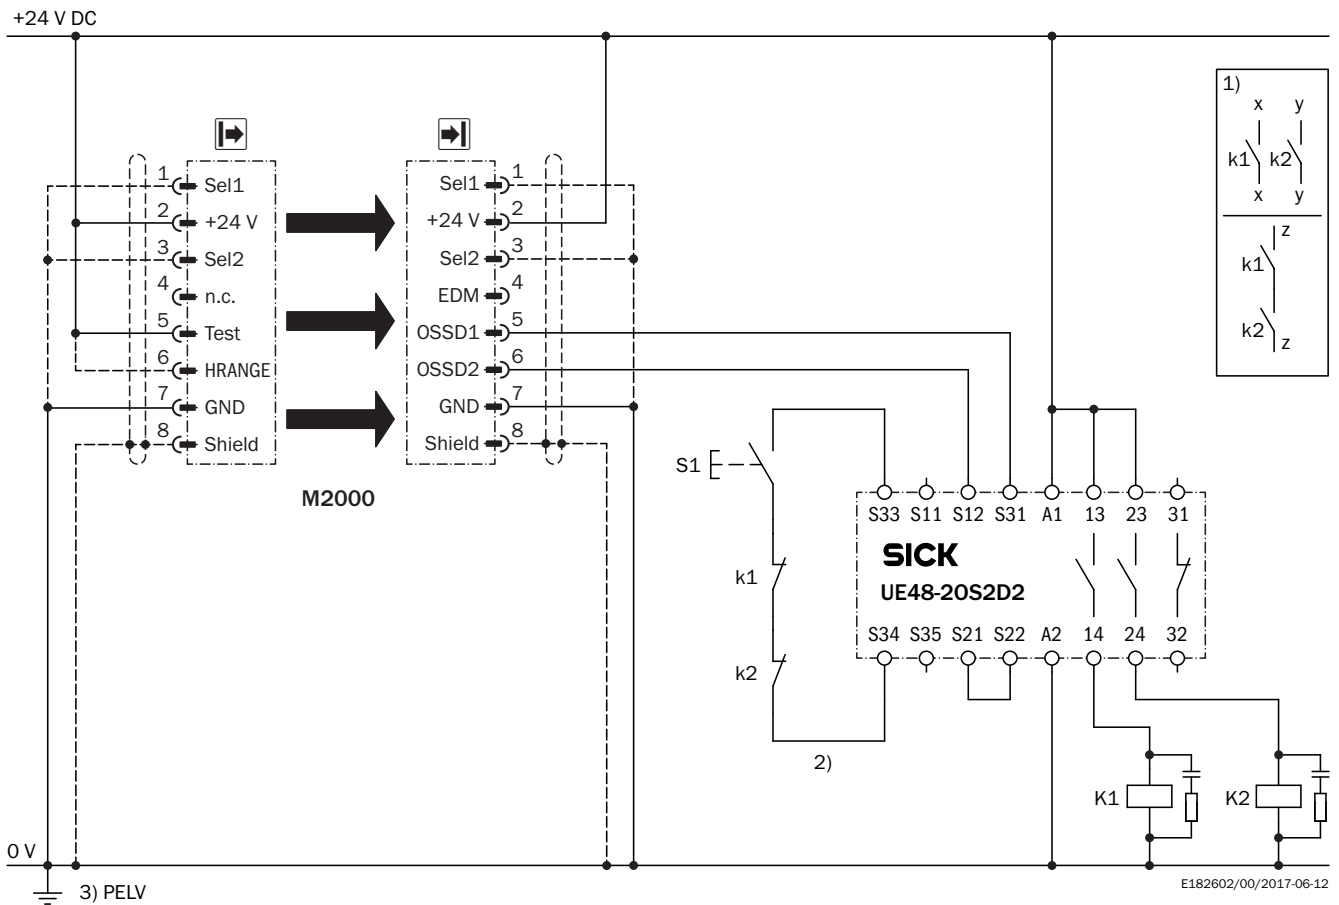 +24 V DC
1)
x y
k1 k2
x y
z
k1
k2
z
1 Sel1
2 +24 V
3 Sel2
4 n.c.
5 Test
6 HRANGE
7 GND
8 Shield
Sel1 1
+24 V 2
Sel2 3
EDM 4
OSSD1 5
OSSD2 6
GND 7
Shield 8
M2000
S1
k1
k2
2)
S33 S11 S12 S31 A1 13 23 31
SICK
UE48-20S2D2
S34 S35 S21 S22 A2 14 24 32
K1 K2
0 V
3) PELV
E182602/00/2017-06-12